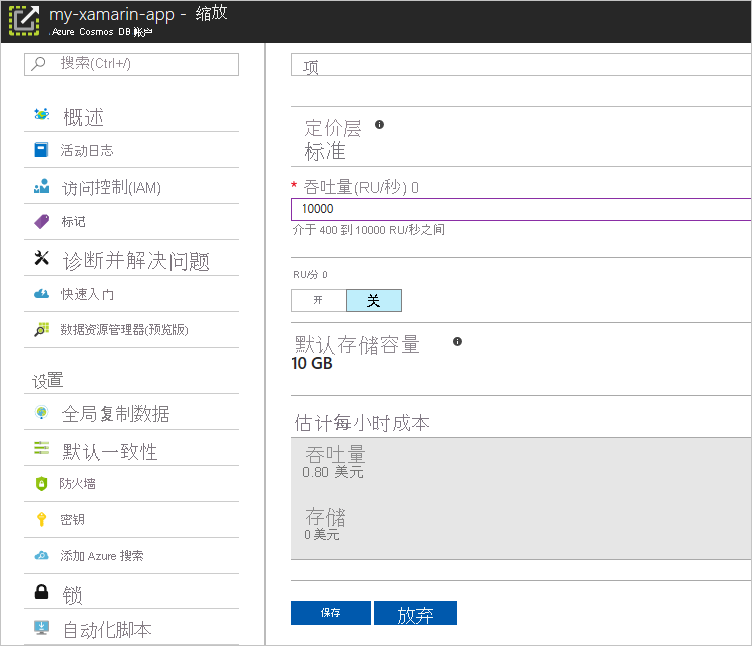 my-xamarin-app - 缩放
Azure Cosmos DB 帐户
搜索(Ctrl+/)
概述
活动日志
访问控制(IAM)
标记
诊断并解决问题
快速入门
数据资源管理器(预览版)
设置
全局复制数据
默认一致性
防火墙
密钥
添加 Azure 搜索
锁
自动化脚本
项
定价层
标准
* 吞吐量(RU/秒) 0
10000
介于 400 到 10000 RU/秒之间
RU/分 0
开 关
默认存储容量
10 GB
估计每小时成本
吞吐量
0.80 美元
存储
0 美元
保存 放弃